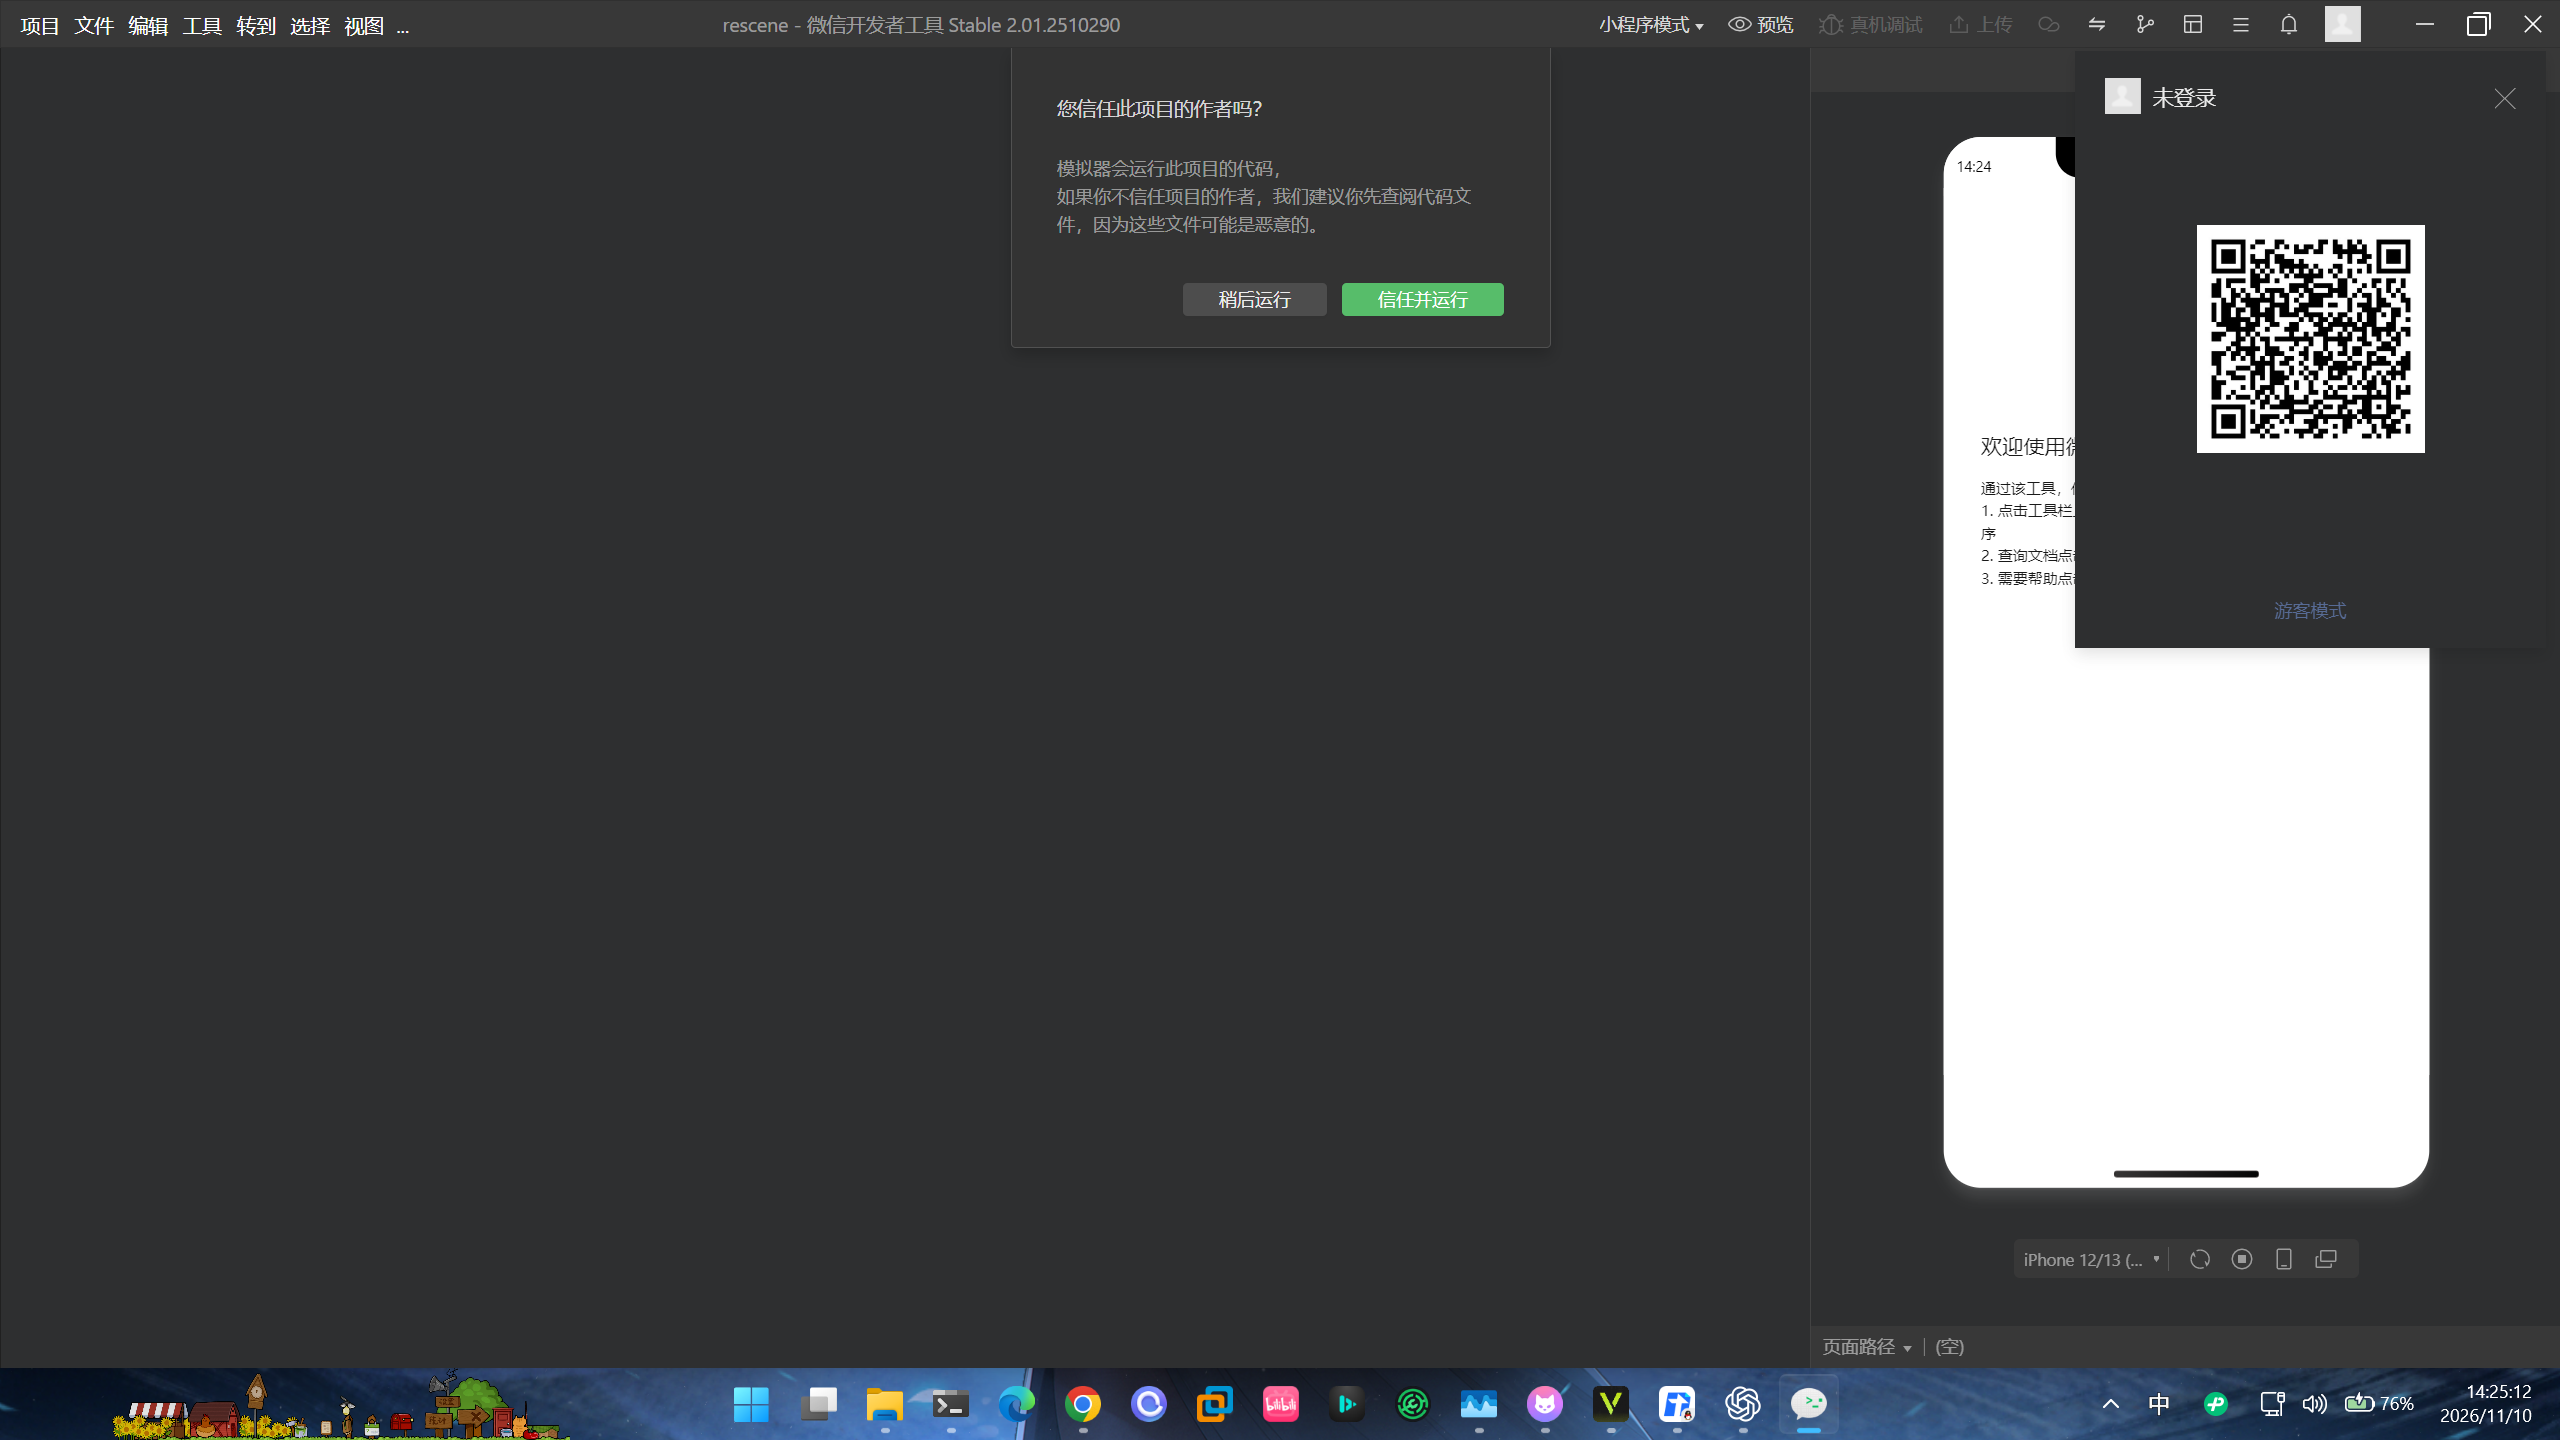 项目 文件 编辑 工具 转到 选择 视图 ...
rescene - 微信开发者工具 Stable 2.01.2510290
小程序模式 预览 真机调试 上传
您信任此项目的作者吗?
模拟器会运行此项目的代码，
如果你不信任项目的作者，我们建议你先查阅代码文
件，因为这些文件可能是恶意的。
稍后运行 信任并运行
未登录
游客模式
14:24
欢迎使用
通过该工具，
1. 点击工具栏
序
2. 查询文档点
3. 需要帮助点
iPhone 12/13 (...
页面路径 (空)
bilibili
中
76%
14:25:12
2026/11/10